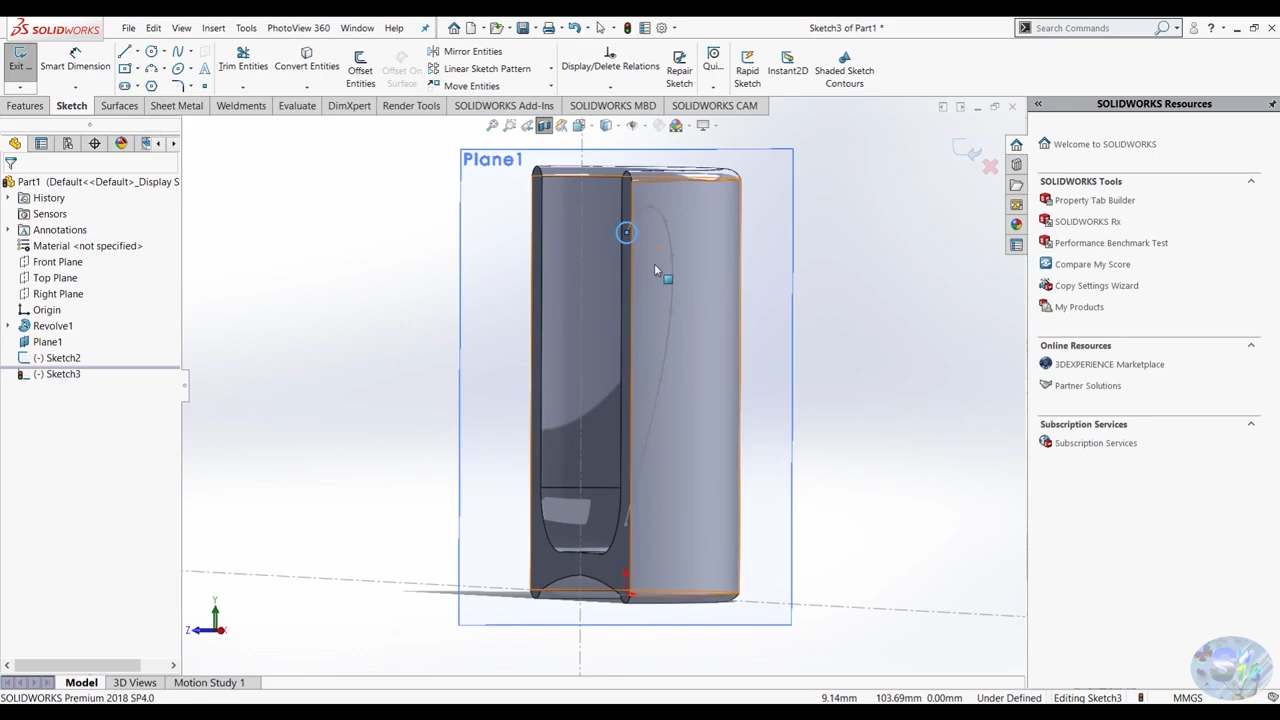 SOLIDWORKS File Edit View Insert Tools PhotoView 360 Window Help Sketch3 of Part1 * Search Commands ?
Exit ... Smart Dimension Trim Entities Convert Entities Offset Entities Offset On Surface Mirror Entities Linear Sketch Pattern Move Entities Display/Delete Relations Repair Sketch Qui... Rapid Sketch Instant2D Shaded Sketch Contours
Features Sketch Surfaces Sheet Metal Weldments Evaluate DimXpert Render Tools SOLIDWORKS Add-Ins SOLIDWORKS MBD SOLIDWORKS CAM
Part1 (Default<<Default>_Display S
History
Sensors
Annotations
Material <not specified>
Front Plane
Top Plane
Right Plane
Origin
Revolve1
Plane1
(-) Sketch2
(-) Sketch3
Plane1
Y
Z
X
SOLIDWORKS Resources
Welcome to SOLIDWORKS
SOLIDWORKS Tools
Property Tab Builder
SOLIDWORKS Rx
Performance Benchmark Test
Compare My Score
Copy Settings Wizard
My Products
Online Resources
3DEXPERIENCE Marketplace
Partner Solutions
Subscription Services
Subscription Services
Model 3D Views Motion Study 1
SOLIDWORKS Premium 2018 SP4.0 9.14mm 103.69mm 0.00mm Under Defined Editing Sketch3 MMGS